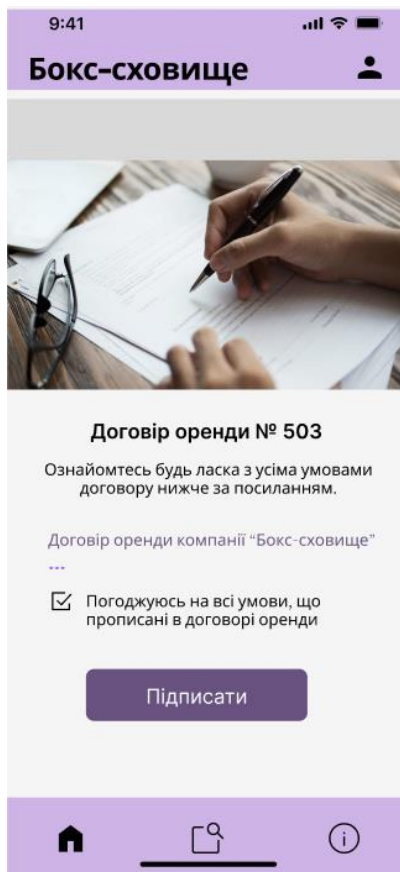 9:41
Бокс-сховище
Договір оренди № 503
Ознайомтесь будь ласка з усіма умовами
договору нижче за посиланням.
Договір оренди компанії “Бокс-сховище”
...
Погоджуюсь на всі умови, що
прописані в договорі оренди
Підписати